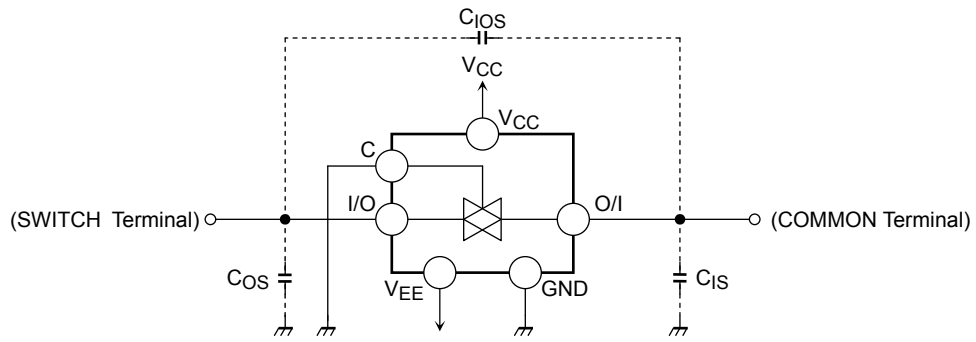 CIOS
VCC
VCC
C
I/O
O/I
(SWITCH Terminal)
(COMMON Terminal)
COS
VEE
GND
CIS